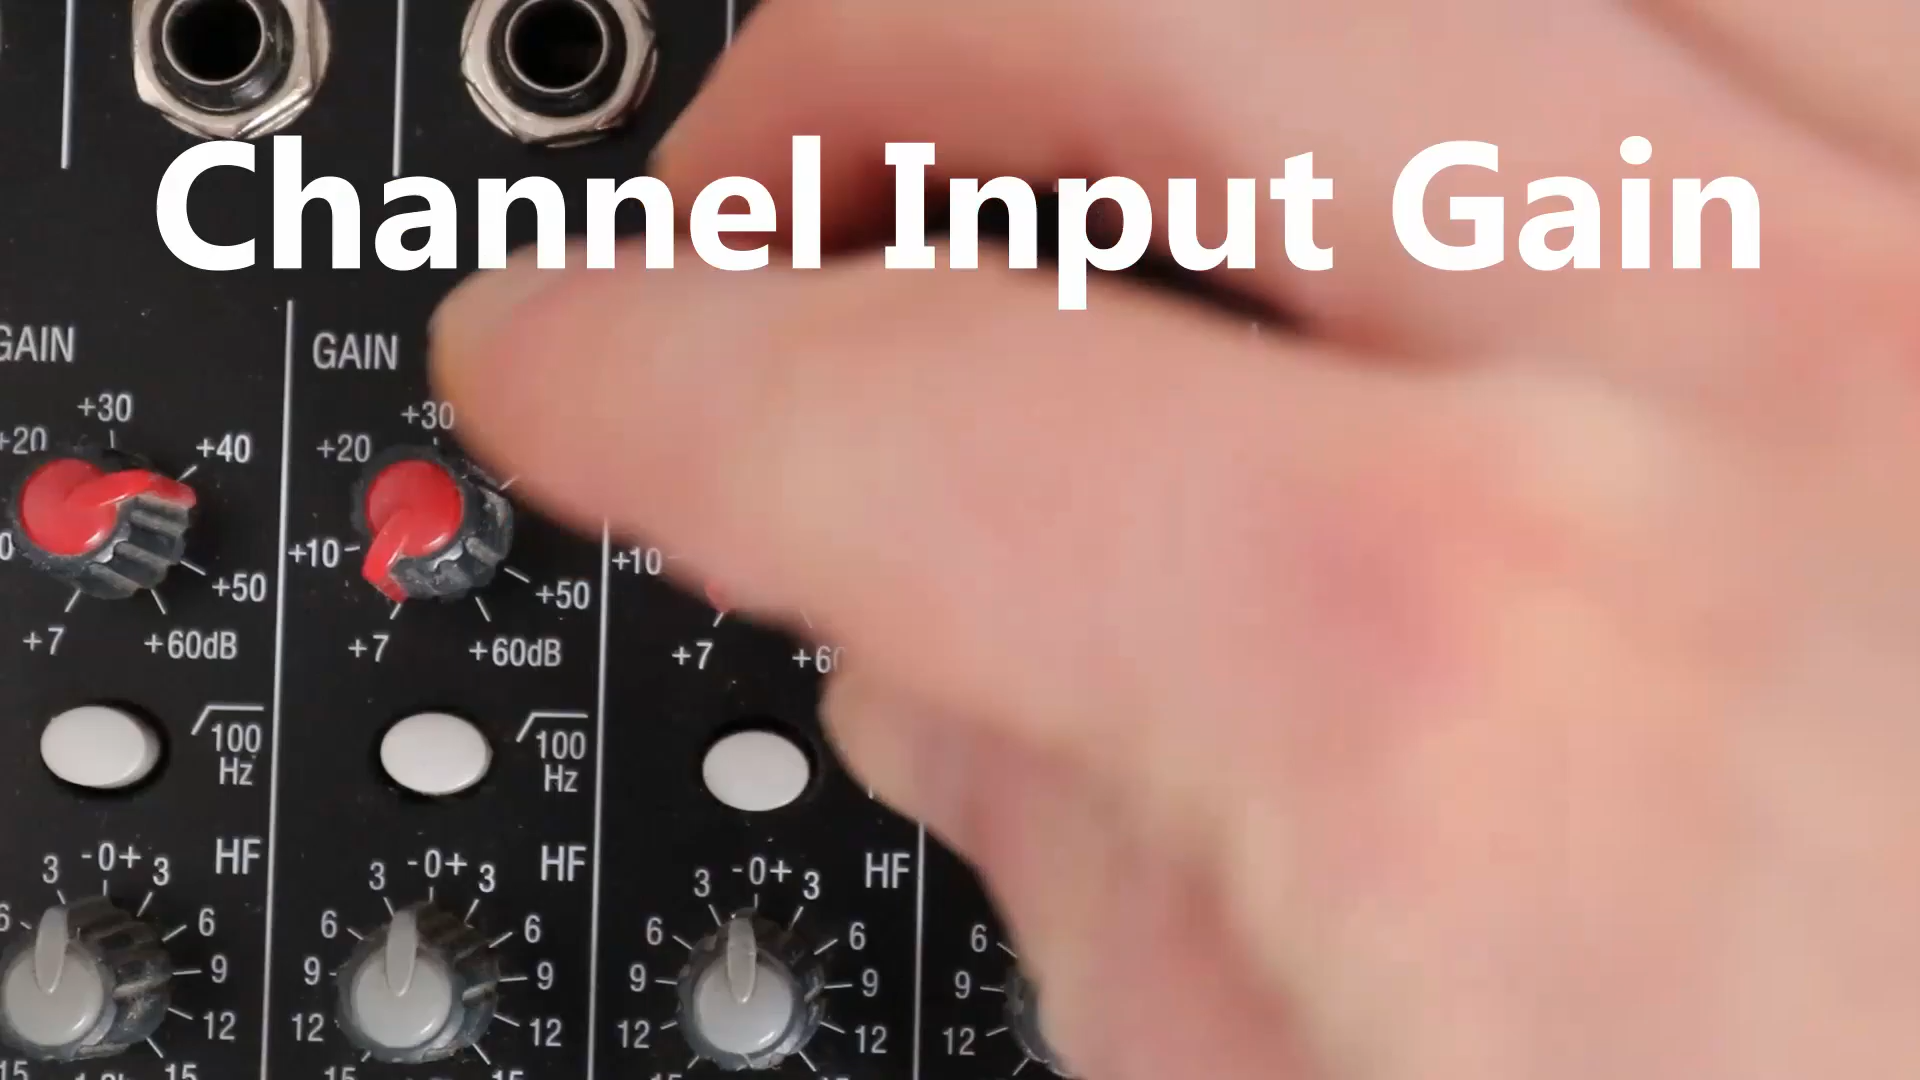 Channel Input Gain
GAIN GAIN
+30 +30
+20 +40 +20
+10 +10
+50 +50
+7 +60dB +7 +60dB +7
100 100
Hz Hz
HF HF HF
3 -0+ 3 3 -0+ 3 3 -0+ 3
6 6 6 6 6 6
9 9 9 9 9 9
12 12 12 12 12 12
15 15